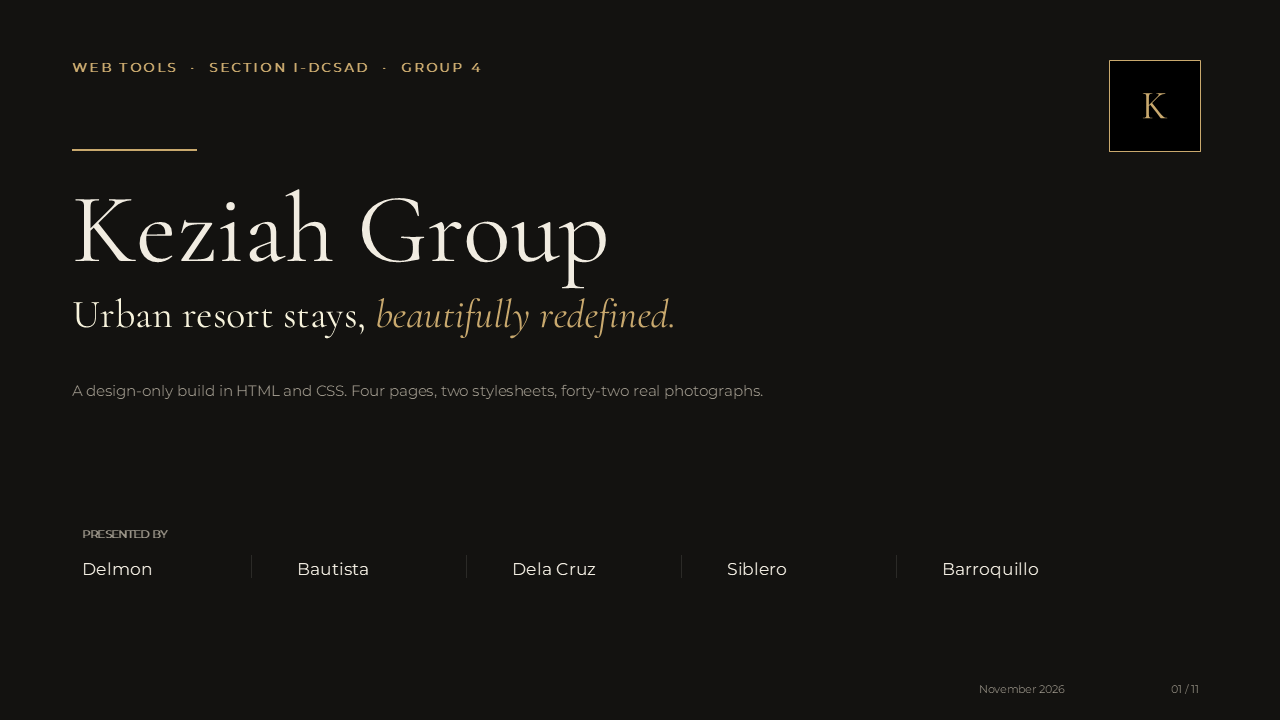 WEB TOOLS · SECTION I-DCSAD · GROUP 4
K
Keziah Group
Urban resort stays, beautifully redefined.
A design-only build in HTML and CSS. Four pages, two stylesheets, forty-two real photographs.
PRESENTED BY
Delmon Bautista Dela Cruz Siblero Barroquillo
November 2026 01 / 11